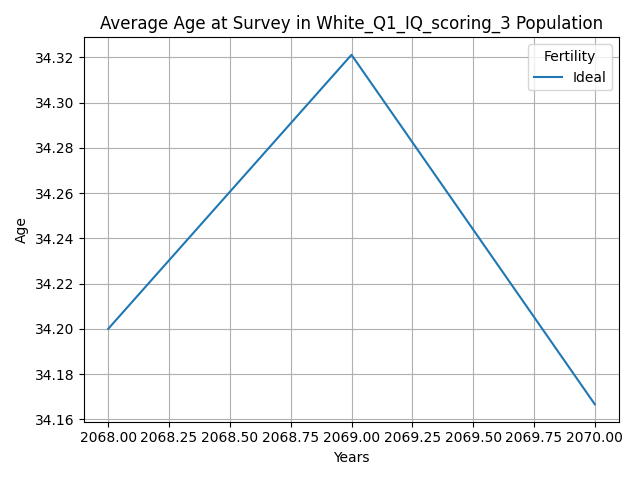 Average Age at Survey in White_Q1_IQ_scoring_3 Population
Fertility
Ideal
Age
34.32
34.30
34.28
34.26
34.24
34.22
34.20
34.18
34.16
2068.00 2068.25 2068.50 2068.75 2069.00 2069.25 2069.50 2069.75 2070.00
Years